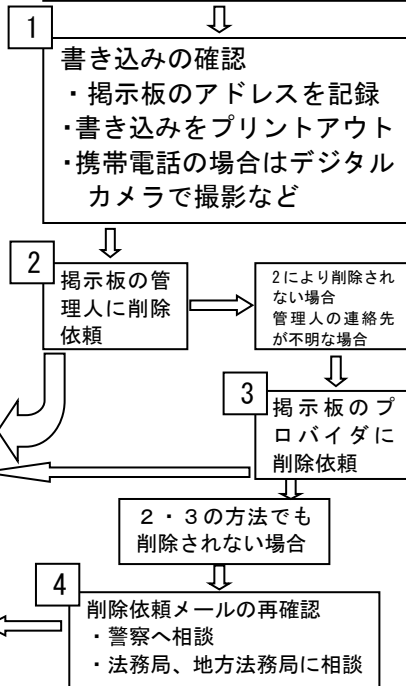 1
書き込みの確認
・掲示板のアドレスを記録
・書き込みをプリントアウト
・携帯電話の場合はデジタル
カメラで撮影など
2
掲示板の管
理人に削除
依頼
2により削除され
ない場合
管理人の連絡先
が不明な場合
3
掲示板のプ
ロバイダに
削除依頼
２・３の方法でも
削除されない場合
4
削除依頼メールの再確認
・警察へ相談
・法務局、地方法務局に相談